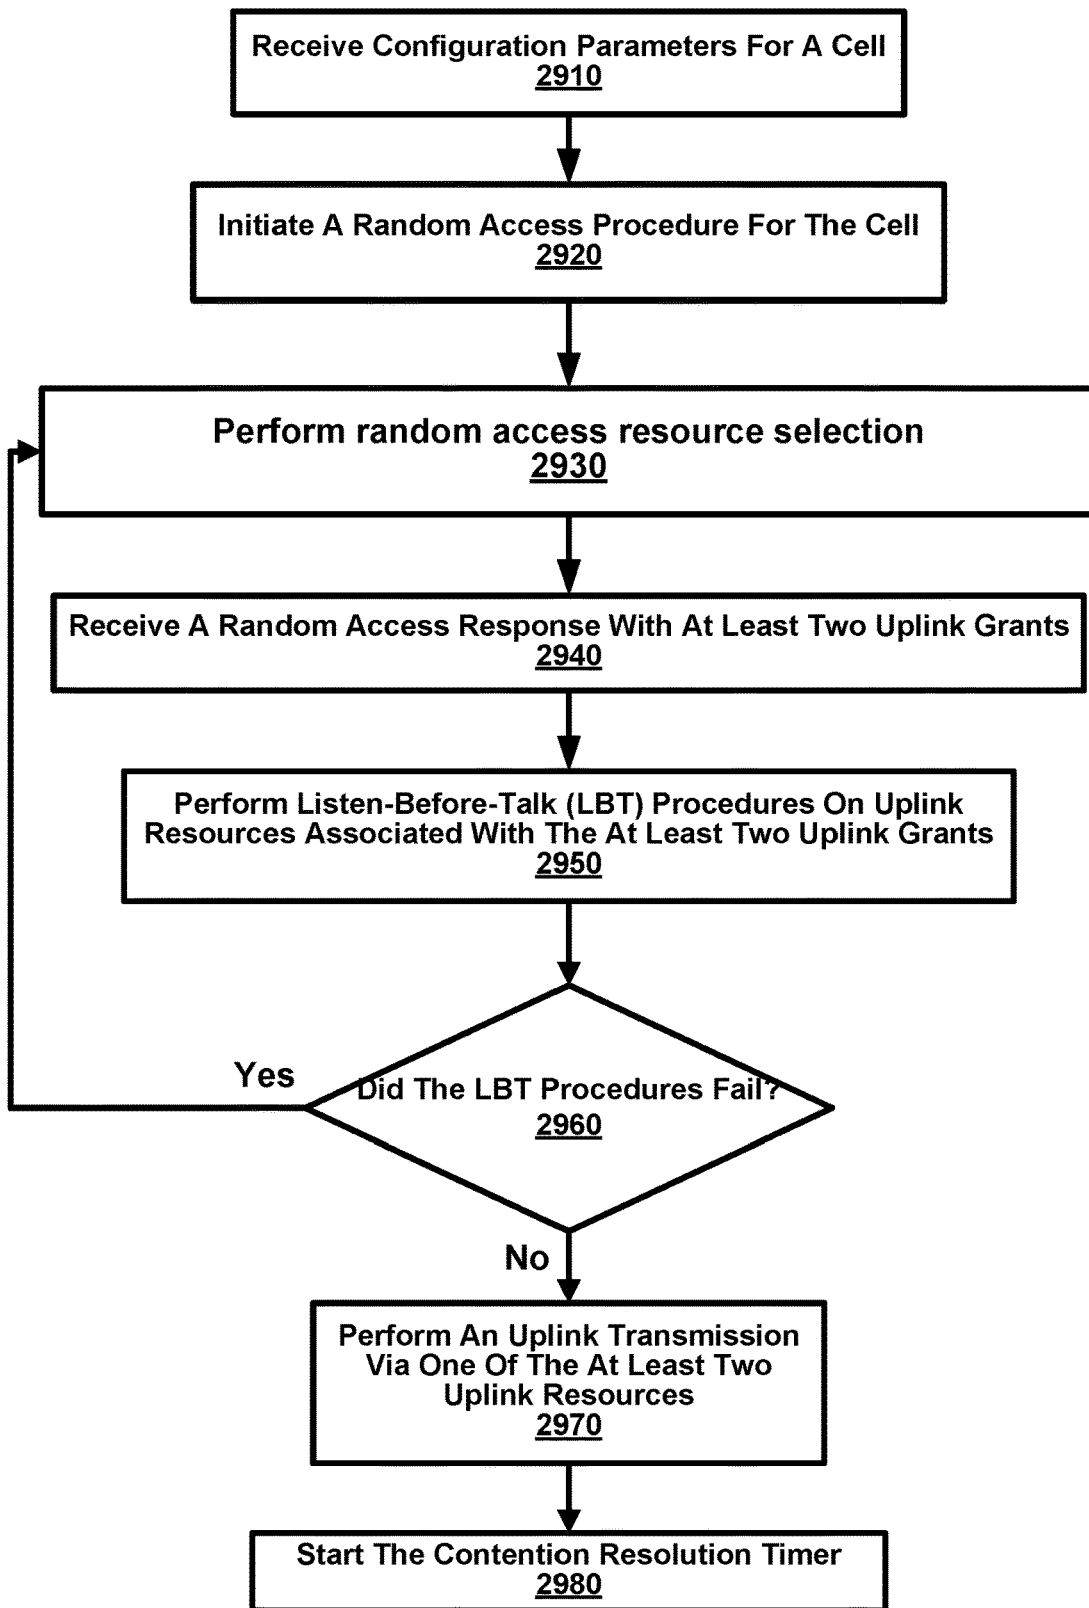 Receive Configuration Parameters For A Cell
2910
Initiate A Random Access Procedure For The Cell
2920
Perform random access resource selection
2930
Receive A Random Access Response With At Least Two Uplink Grants
2940
Perform Listen-Before-Talk (LBT) Procedures On Uplink
Resources Associated With The At Least Two Uplink Grants
2950
Did The LBT Procedures Fail?
2960
Yes
No
Perform An Uplink Transmission
Via One Of The At Least Two
Uplink Resources
2970
Start The Contention Resolution Timer
2980